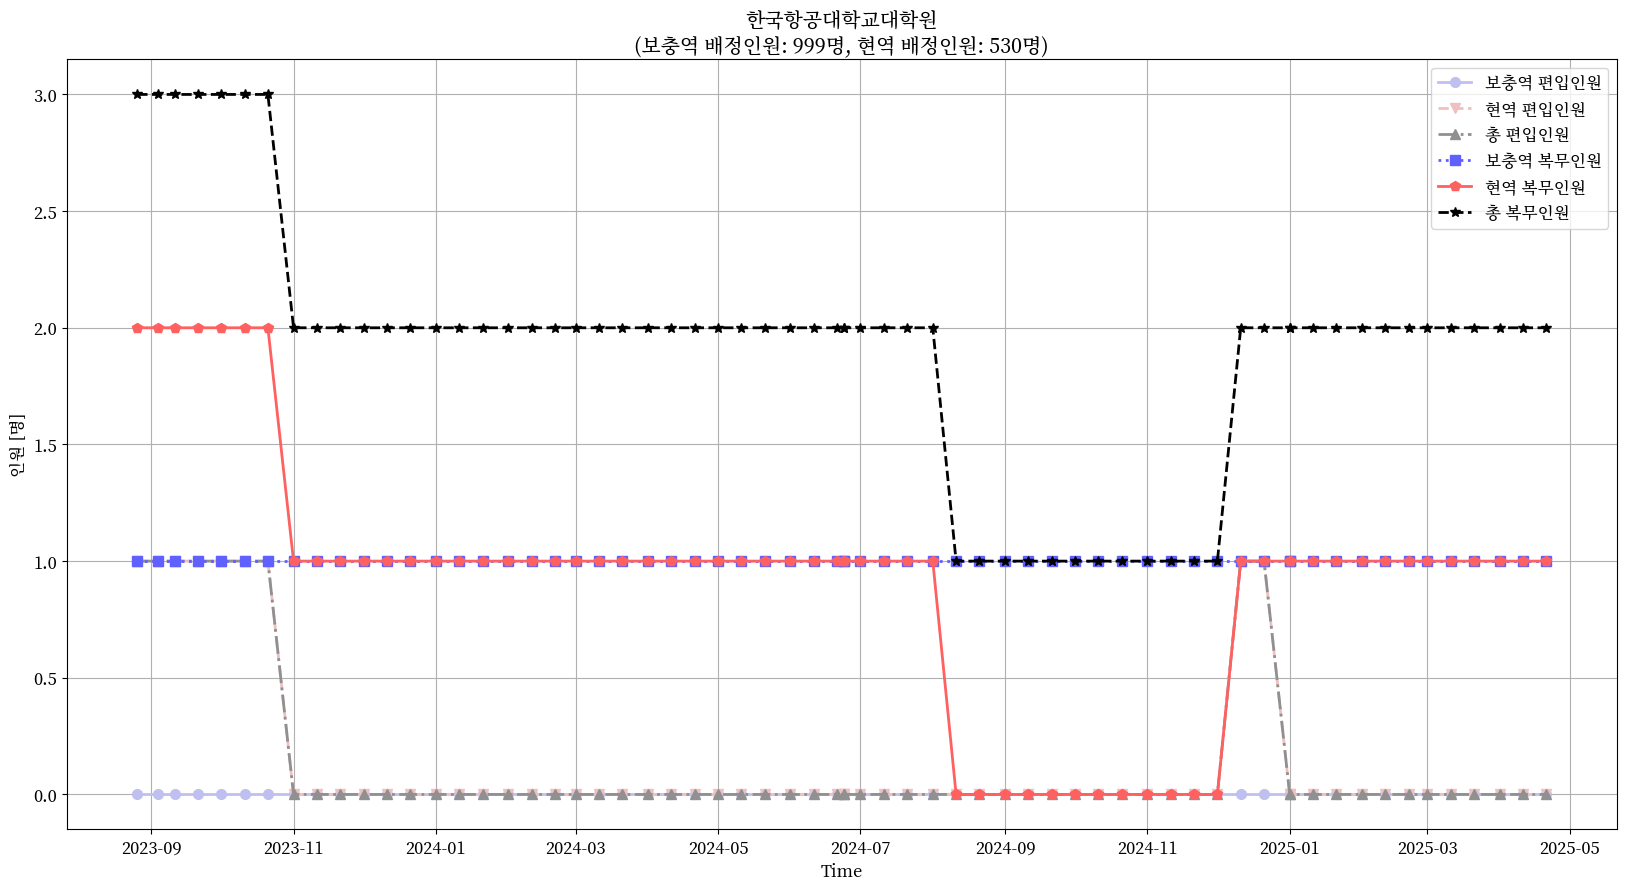 한국항공대학교대학원
(보충역 배정인원: 999명, 현역 배정인원: 530명)
보충역 편입인원
현역 편입인원
총 편입인원
보충역 복무인원
현역 복무인원
총 복무인원
인원 [명]
3.0
2.5
2.0
1.5
1.0
0.5
0.0
2023-09
2023-11
2024-01
2024-03
2024-05
2024-07
2024-09
2024-11
2025-01
2025-03
2025-05
Time